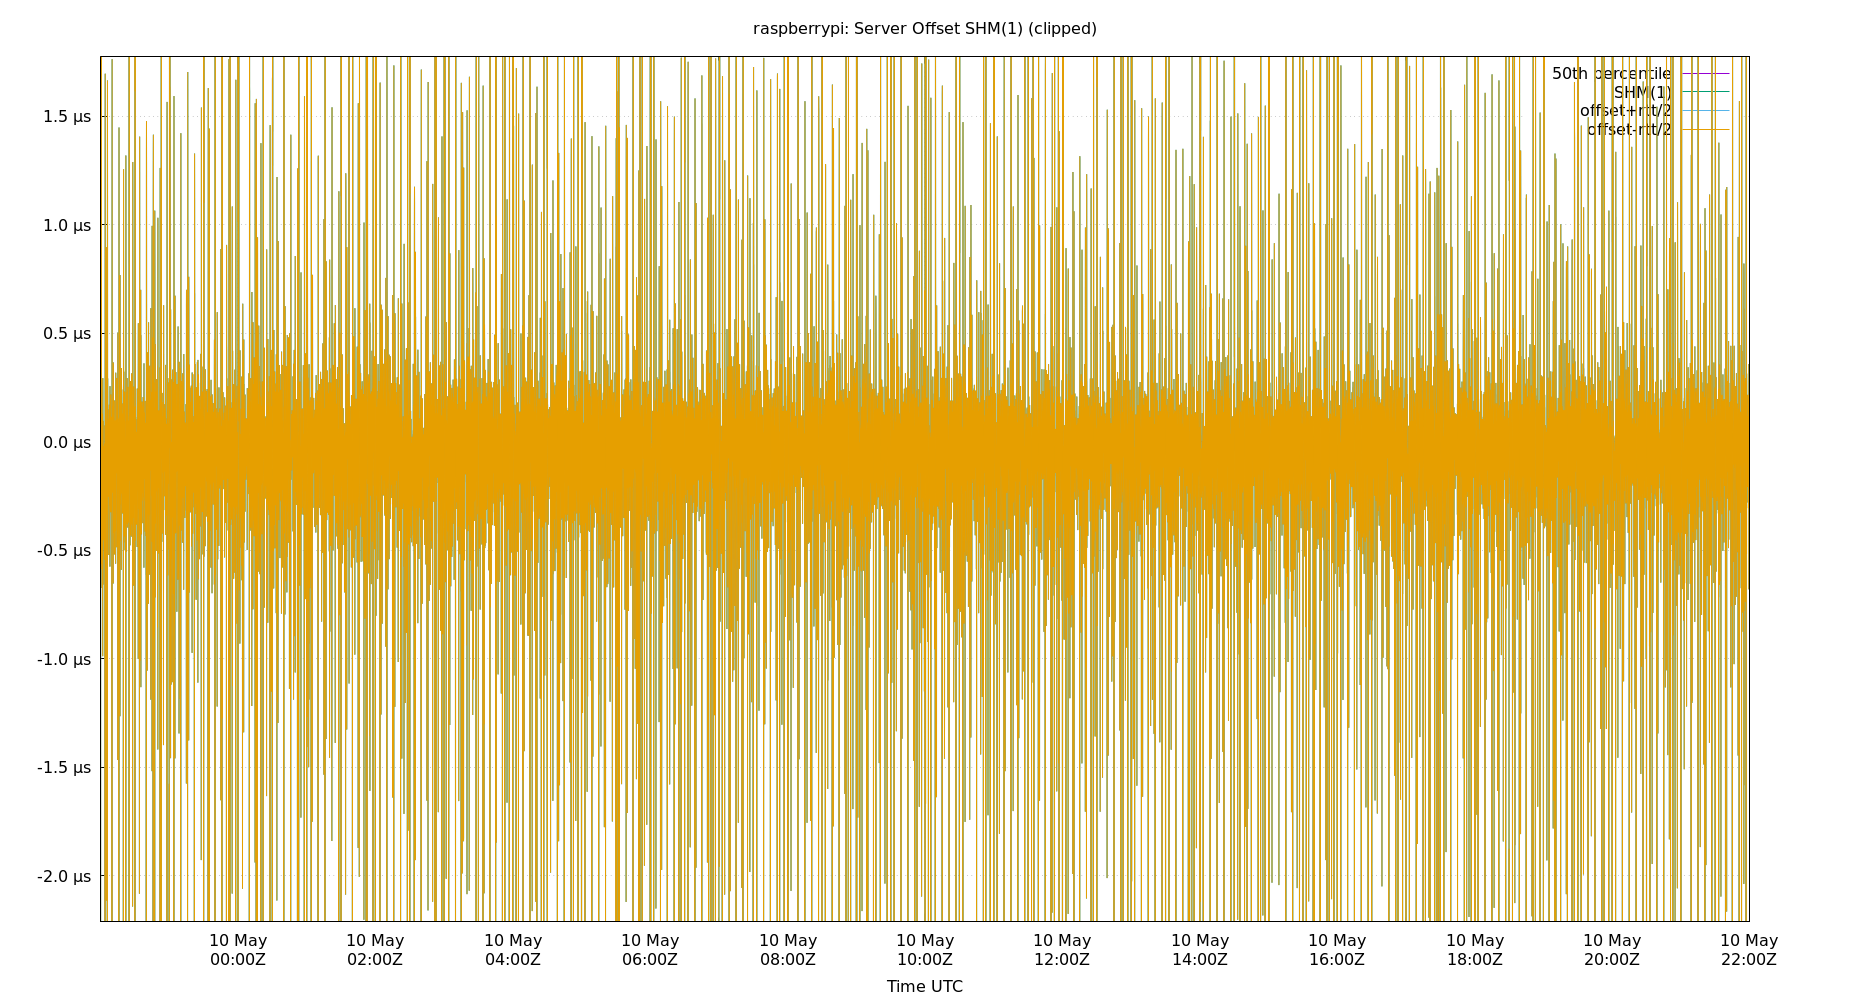 raspberrypi: Server Offset SHM(1) (clipped)
50th percentile
SHM(1)
offset+rtt/2
offset-rtt/2
1.5 µs
1.0 µs
0.5 µs
0.0 µs
-0.5 µs
-1.0 µs
-1.5 µs
-2.0 µs
10 May 10 May 10 May 10 May 10 May 10 May 10 May 10 May 10 May 10 May 10 May 10 May
00:00Z 02:00Z 04:00Z 06:00Z 08:00Z 10:00Z 12:00Z 14:00Z 16:00Z 18:00Z 20:00Z 22:00Z
Time UTC